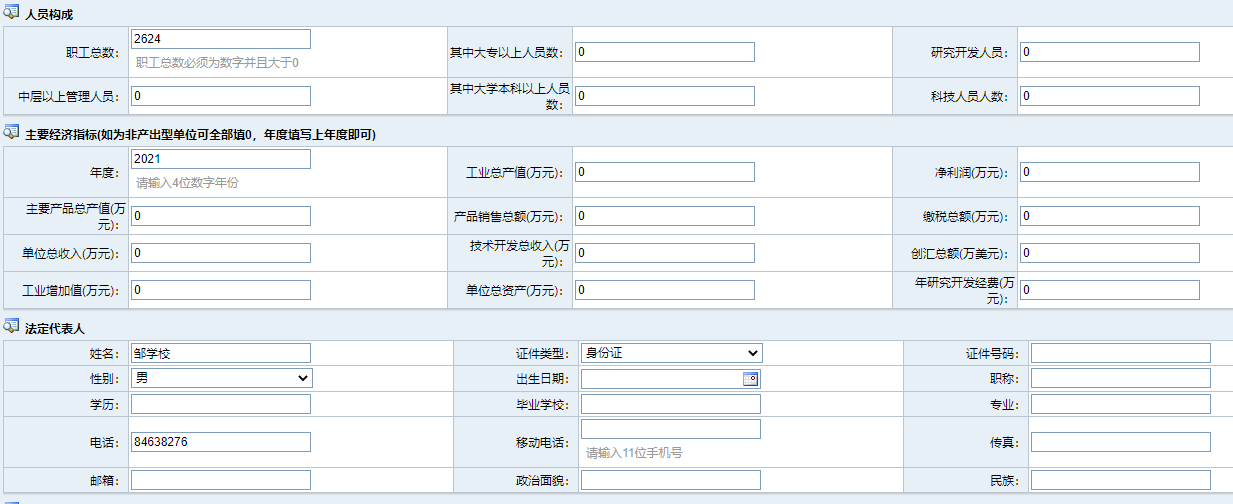 人员构成
职工总数： 2624 其中大专以上人员数： 0 研究开发人员： 0
职工总数必须为数字并且大于0
中层以上管理人员： 0 其中大学本科以上人员数： 0 科技人员人数： 0
主要经济指标(如为非产出型单位可全部填0，年度填写上年度即可)
年度： 2021 工业总产值(万元)： 0 净利润(万元)： 0
请输入4位数字年份
主要产品总产值(万元)： 0 产品销售总额(万元)： 0 缴税总额(万元)： 0
单位总收入(万元)： 0 技术开发总收入(万元)： 0 创汇总额(万美元)： 0
工业增加值(万元)： 0 单位总资产(万元)： 0 年研究开发经费(万元)： 0
法定代表人
姓名： 邹学校 证件类型： 身份证 证件号码：
性别： 男 出生日期： 职称：
学历： 毕业学校： 专业：
电话： 84638276 移动电话： 传真：
请输入11位手机号
邮箱： 政治面貌： 民族：